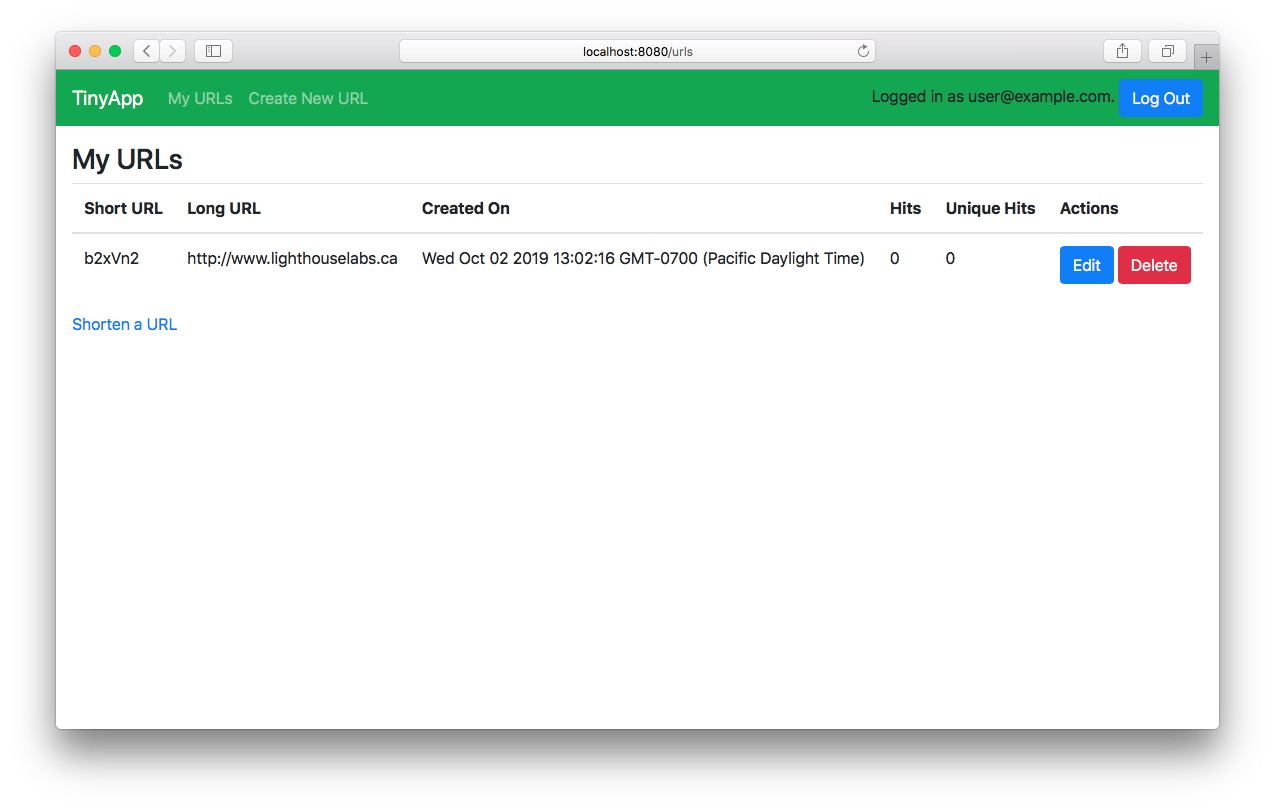 localhost:8080/urls
TinyApp My URLs Create New URL Logged in as user@example.com. Log Out
My URLs
Short URL Long URL Created On Hits Unique Hits Actions
b2xVn2 http://www.lighthouselabs.ca Wed Oct 02 2019 13:02:16 GMT-0700 (Pacific Daylight Time) 0 0 Edit Delete
Shorten a URL